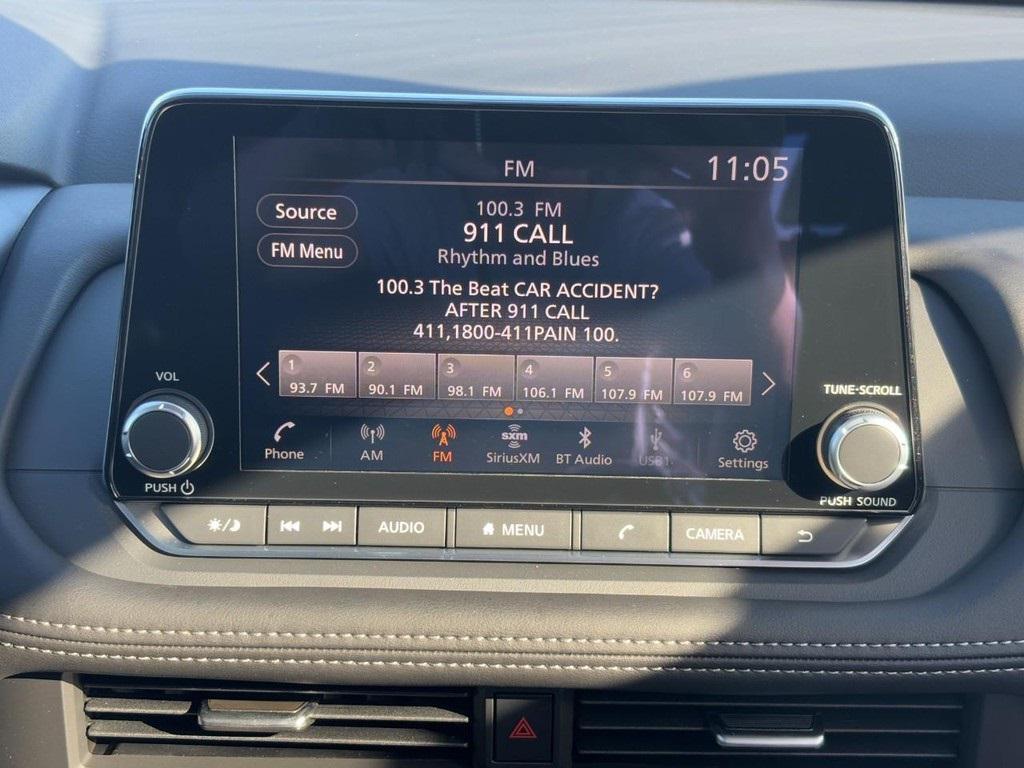 FM 11:05
Source
FM Menu
100.3 FM
911 CALL
Rhythm and Blues
100.3 The Beat CAR ACCIDENT?
AFTER 911 CALL
411,1800-411PAIN 100.
1 2 3 4 5 6
93.7 FM 90.1 FM 98.1 FM 106.1 FM 107.9 FM 107.9 FM
VOL
TUNE·SCROLL
sxm
Phone AM FM SiriusXM BT Audio USB1 Settings
PUSH
PUSH SOUND
AUDIO MENU CAMERA